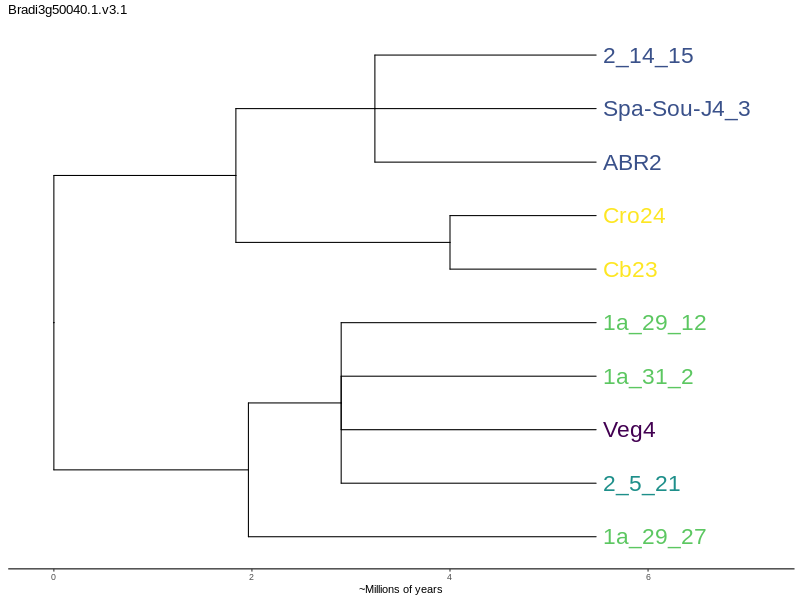 Bradi3g50040.1.v3.1
2_14_15
Spa-Sou-J4_3
ABR2
Cro24
Cb23
1a_29_12
1a_31_2
Veg4
2_5_21
1a_29_27
0 2 4 6
~Millions of years